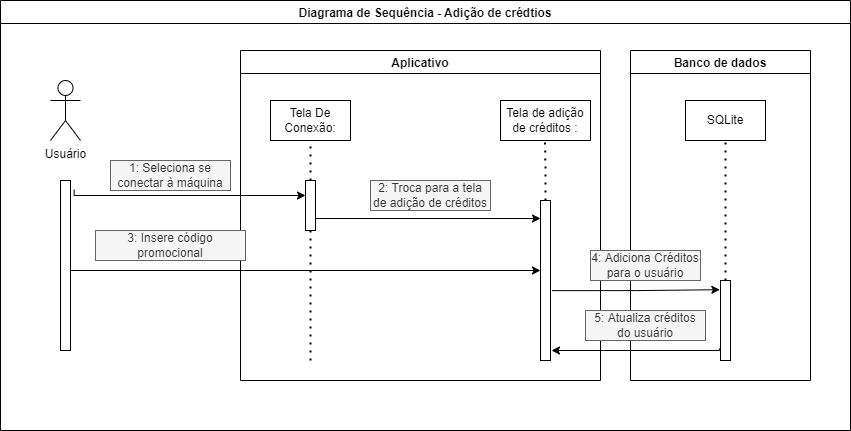 Diagrama de Sequência - Adição de crédtios
Aplicativo
Banco de dados
Tela De
Conexão:
Tela de adição
de créditos :
SQLite
Usuário
1: Seleciona se
conectar à máquina
2: Troca para a tela
de adição de créditos
3: Insere código
promocional
4: Adiciona Créditos
para o usuário
5: Atualiza créditos
do usuário